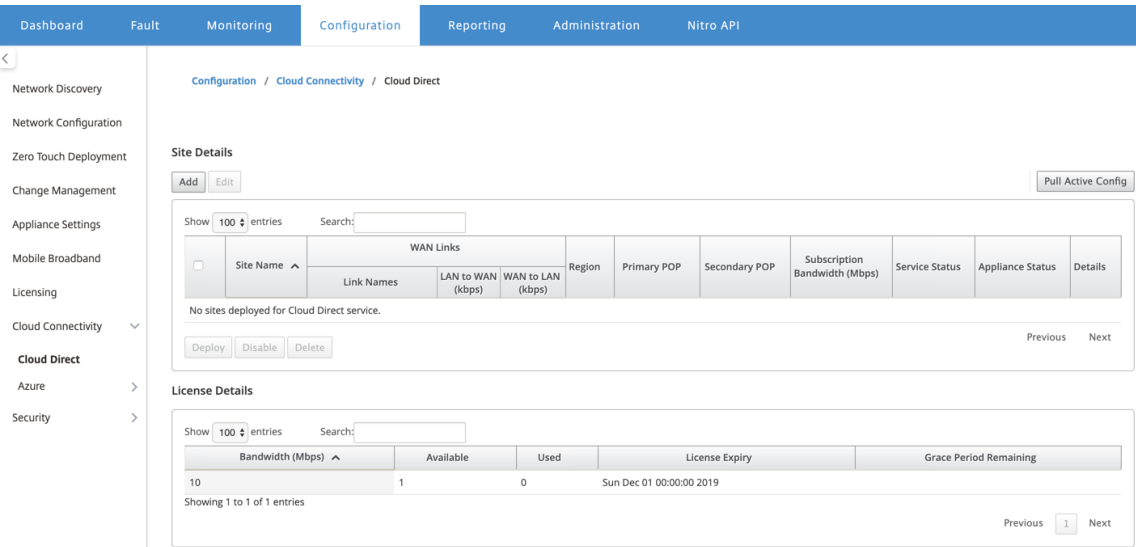 Dashboard Fault Monitoring Configuration Reporting Administration Nitro API
Network Discovery
Network Configuration
Zero Touch Deployment
Change Management
Appliance Settings
Mobile Broadband
Licensing
Cloud Connectivity
Cloud Direct
Azure
Security
Configuration / Cloud Connectivity / Cloud Direct
Site Details
Add Edit Pull Active Config
Show 100 entries Search:
Site Name WAN Links Region Primary POP Secondary POP Subscription Bandwidth (Mbps) Service Status Appliance Status Details
Link Names LAN to WAN (kbps) WAN to LAN (kbps)
No sites deployed for Cloud Direct service.
Previous Next
Deploy Disable Delete
License Details
Show 100 entries Search:
Bandwidth (Mbps) Available Used License Expiry Grace Period Remaining
10 1 0 Sun Dec 01 00:00:00 2019
Showing 1 to 1 of 1 entries
Previous 1 Next